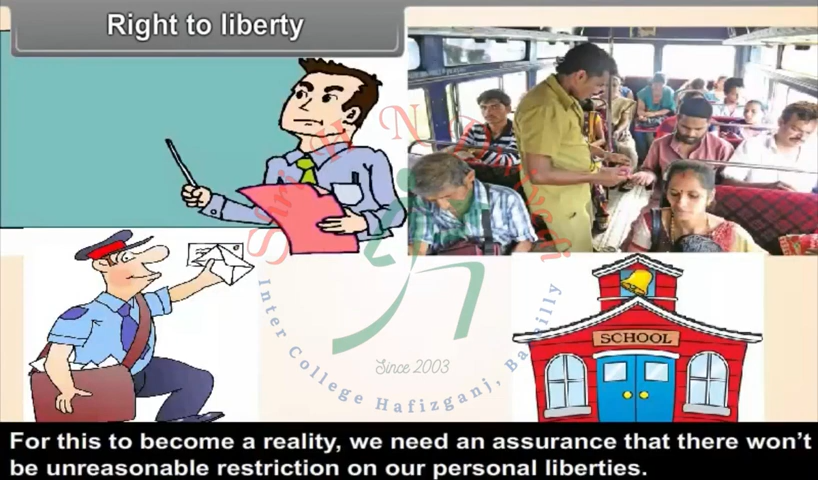 Right to liberty
Inter College Hafizganj, Bareilly
Since 2003
SCHOOL
For this to become a reality, we need an assurance that there won't
be unreasonable restriction on our personal liberties.